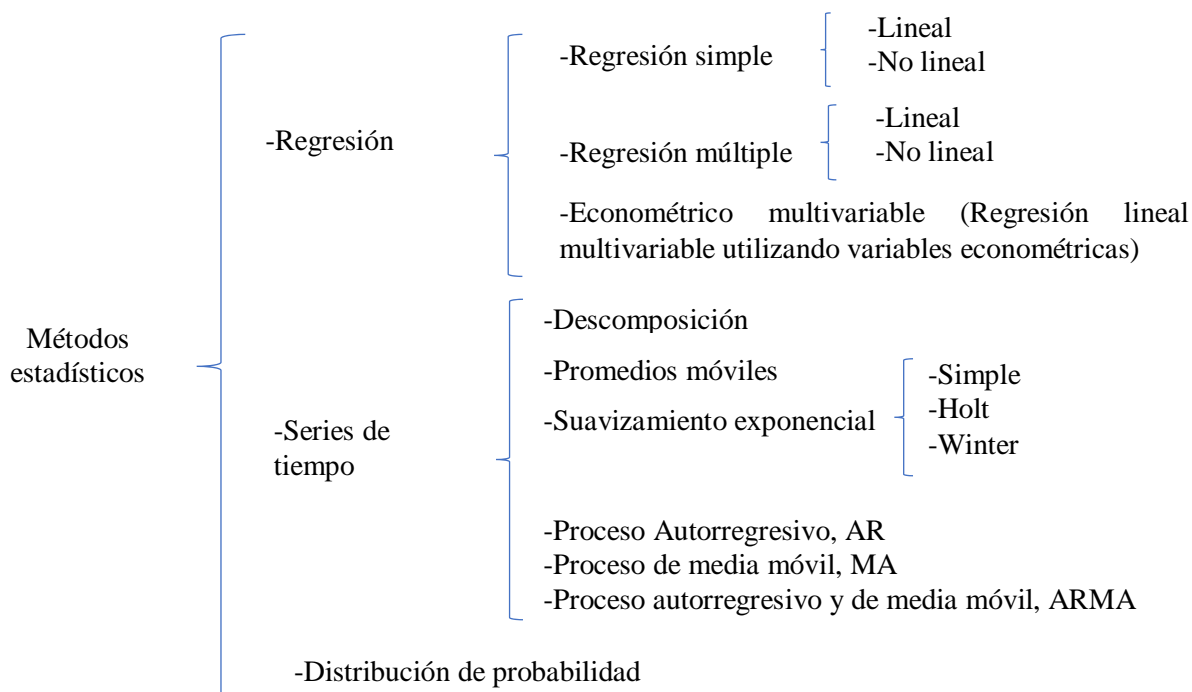 Métodos
estadísticos
-Regresión
-Regresión simple
-Lineal
-No lineal
-Regresión múltiple
-Lineal
-No lineal
-Econométrico multivariable (Regresión lineal
multivariable utilizando variables econométricas)
-Series de
tiempo
-Descomposición
-Promedios móviles
-Suavizamiento exponencial
-Simple
-Holt
-Winter
-Proceso Autorregresivo, AR
-Proceso de media móvil, MA
-Proceso autorregresivo y de media móvil, ARMA
-Distribución de probabilidad